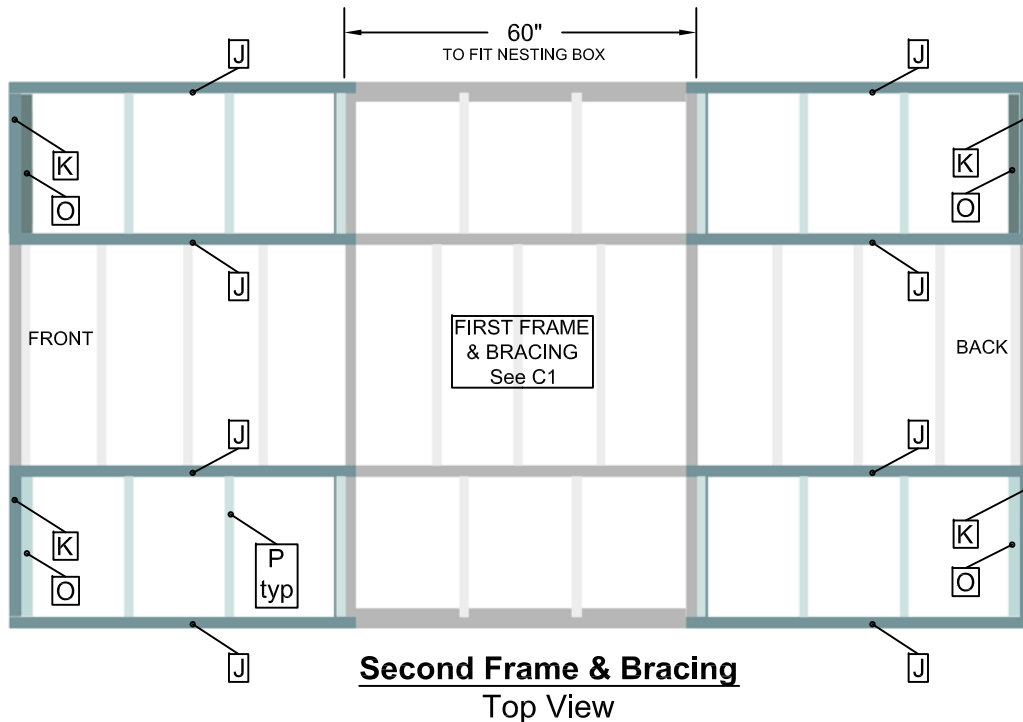 60"
TO FIT NESTING BOX
J
J
K
K
O
O
J
J
FRONT
FIRST FRAME
& BRACING
See C1
BACK
J
J
K
K
P
typ
O
O
J
J
Second Frame & Bracing
Top View